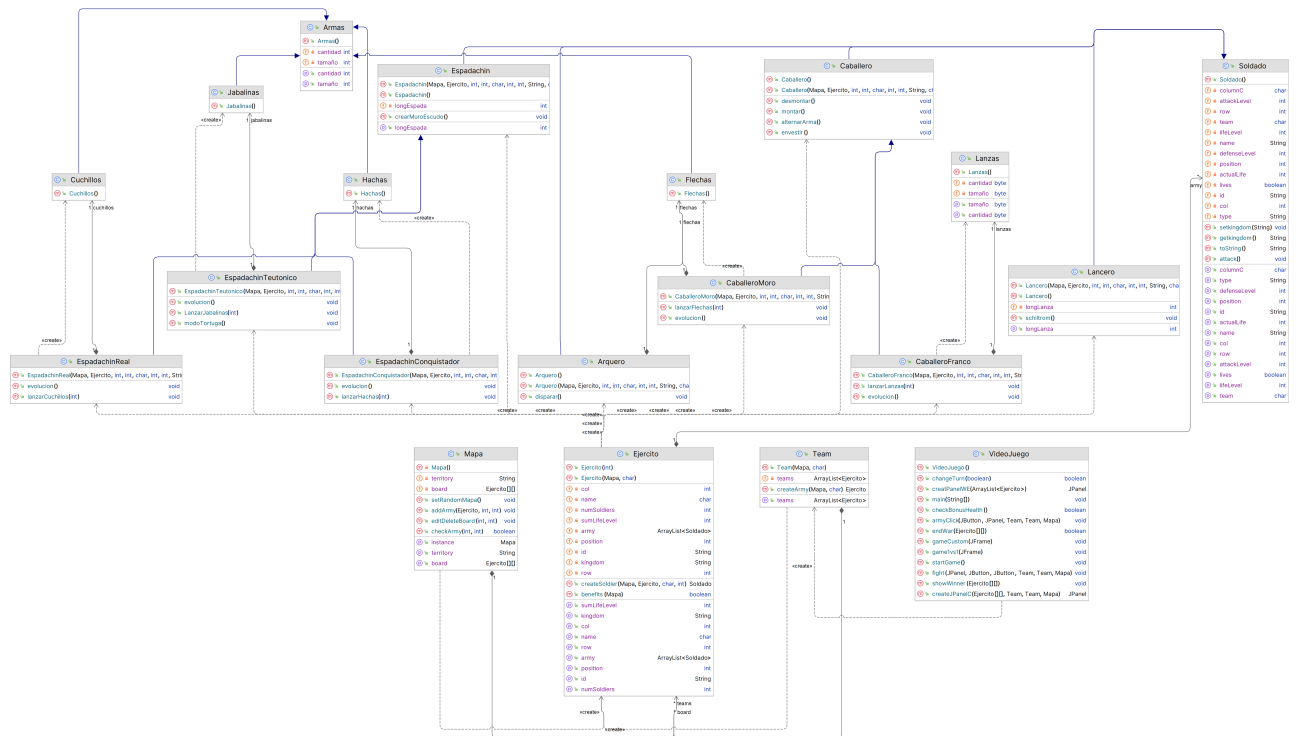 Armas
Armas()
cantidad int
tamaño int
cantidad int
tamaño int
Jabalinas
Jabalinas()
«create»
1 jabalinas
Espadachin
Espadachin(Mapa, Ejercito, int, int, char, int, int, String, c
Espadachin()
longEspada int
crearMuroEscudo() void
longEspada int
Caballero
Caballero()
Caballero(Mapa, Ejercito, int, int, char, int, int, String, cl
desmontar() void
montar() void
alternarArma() void
envestir() void
Soldado
Soldado()
columnC char
attackLevel int
row int
team char
lifeLevel int
name String
defenseLevel int
position int
actualLife int
lives boolean
id String
col int
type String
setkingdom(String) void
getkingdom() String
toString() String
attack() void
columnC char
type String
defenseLevel int
position int
id String
actualLife int
name String
col int
row int
attackLevel int
lives boolean
lifeLevel int
team char
* army
Cuchillos
Cuchillos()
1 cuchillos
«create»
Hachas
Hachas()
1 hachas
«create»
Flechas
Flechas()
1 flechas
1 flechas
«create»
Lanzas
Lanzas()
cantidad byte
tamaño byte
tamaño byte
cantidad byte
1 lanzas
«create»
EspadachinTeutonico
EspadachinTeutonico(Mapa, Ejercito, int, int, char, int, int
evolucion() void
LanzarJabalinas(int) void
modoTortuga() void
CaballeroMoro
CaballeroMoro(Mapa, Ejercito, int, int, char, int, int, Strin
lanzarFlechas(int) void
evolucion() void
Lancero
Lancero(Mapa, Ejercito, int, int, char, int, int, String, cha
Lancero()
longLanza int
schiltrom() void
longLanza int
EspadachinReal
EspadachinReal(Mapa, Ejercito, int, int, char, int, int, Stri
evolucion() void
lanzarCuchillos(int) void
EspadachinConquistador
EspadachinConquistador(Mapa, Ejercito, int, int, char, int
evolucion() void
lanzarHachas(int) void
Arquero
Arquero()
Arquero(Mapa, Ejercito, int, int, char, int, int, String, cha
disparar() void
CaballeroFranco
CaballeroFranco(Mapa, Ejercito, int, int, char, int, int, St
lanzarLanzas(int) void
evolucion() void
«create» «create» «create» «create»
«create»
«create»
Mapa
Mapa()
territory String
board Ejercito[][]
setRandomMapa() void
addArmy(Ejercito, int, int) void
editDeleteBoard(int, int) void
checkArmy(int, int) boolean
instance Mapa
territory String
board Ejercito[][]
Ejercito
Ejercito(int)
Ejercito(Mapa, char)
col int
name char
numSoldiers int
sumLifeLevel int
army ArrayList<Soldado>
position int
id String
kingdom String
row int
createSoldier(Mapa, Ejercito, char, int) Soldado
benefits(Mapa) boolean
sumLifeLevel int
kingdom String
col int
name char
row int
army ArrayList<Soldado>
position int
id String
numSoldiers int
Team
Team(Mapa, char)
teams ArrayList<Ejercito>
createArmy(Mapa, char) Ejercito
teams ArrayList<Ejercito>
VideoJuego
VideoJuego()
changeTurn(boolean) boolean
creatPanelWE(ArrayList<Ejercito>) JPanel
main(String[]) void
checkBonusHealth() boolean
armyClick(JButton, JPanel, Team, Team, Mapa) void
endWar(Ejercito[][]) boolean
gameCustom(JFrame) void
game1vs1(JFrame) void
startGame() void
fight(JPanel, JButton, JButton, Team, Team, Mapa) void
showWinner(Ejercito[][]) void
createJPanelC(Ejercito[][], Team, Team, Mapa) JPanel
«create»
* teams
* board
«create»
«create»